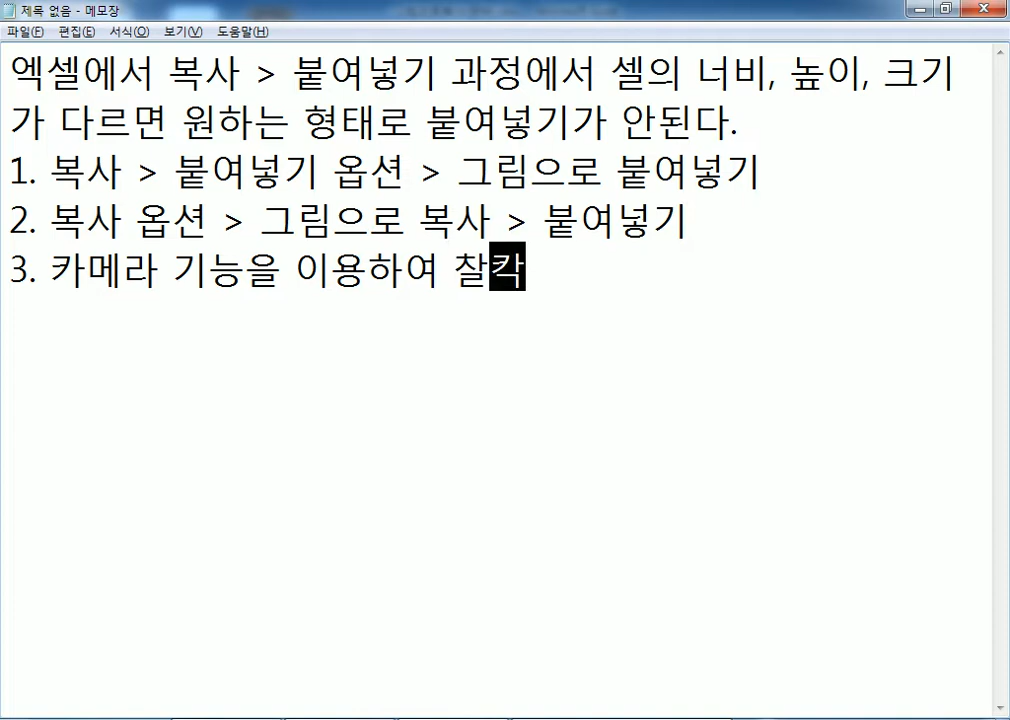 제목 없음 - 메모장
파일(F) 편집(E) 서식(O) 보기(V) 도움말(H)
엑셀에서 복사 > 붙여넣기 과정에서 셀의 너비, 높이, 크기
가 다르면 원하는 형태로 붙여넣기가 안된다.
1. 복사 > 붙여넣기 옵션 > 그림으로 붙여넣기
2. 복사 옵션 > 그림으로 복사 > 붙여넣기
3. 카메라 기능을 이용하여 찰칵